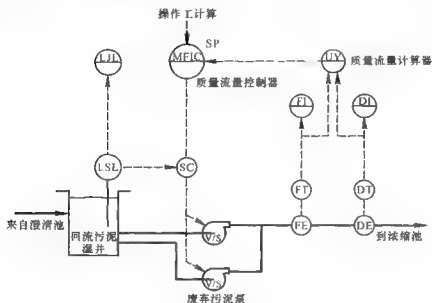 操作工计算
SP
LJL
MFIC
UY
质量流量计算器
质量流量控制器
FI
DI
LSL
SC
FT
DT
来自澄清池
回流污泥
湿井
V/S
FE
DE
到浓缩池
V/S
废弃污泥泵